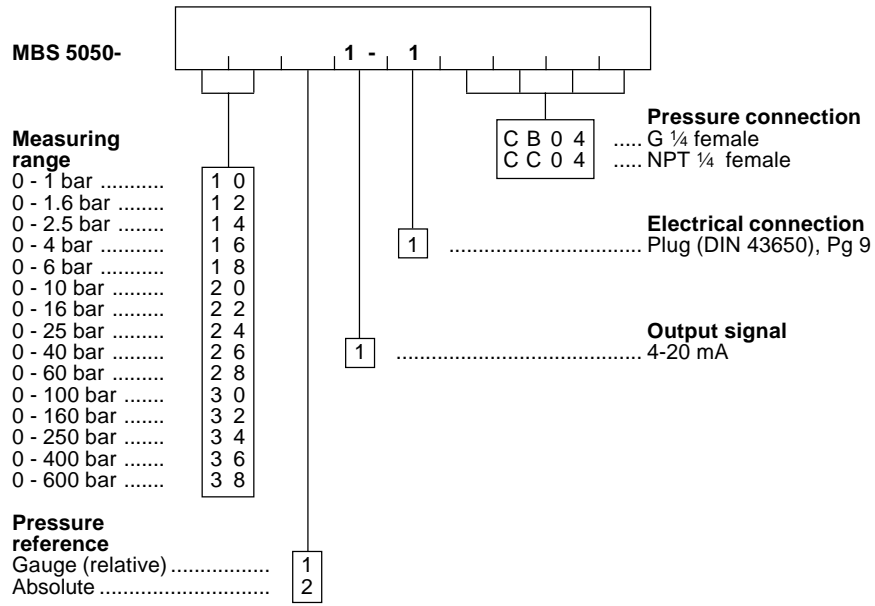 MBS 5050- 1 - 1
Pressure connection
C B 0 4 ..... G ¼ female
C C 0 4 ..... NPT ¼ female
Measuring
range
0 - 1 bar ........... 1 0
0 - 1.6 bar ........ 1 2
0 - 2.5 bar ........ 1 4
0 - 4 bar ........... 1 6
0 - 6 bar ........... 1 8
0 - 10 bar ......... 2 0
0 - 16 bar ......... 2 2
0 - 25 bar ......... 2 4
0 - 40 bar ......... 2 6
0 - 60 bar ......... 2 8
0 - 100 bar ....... 3 0
0 - 160 bar ....... 3 2
0 - 250 bar ....... 3 4
0 - 400 bar ....... 3 6
0 - 600 bar ....... 3 8
Electrical connection
1 ................................. Plug (DIN 43650), Pg 9
Output signal
1 .......................................... 4-20 mA
Pressure
reference
Gauge (relative) ................. 1
Absolute ............................. 2